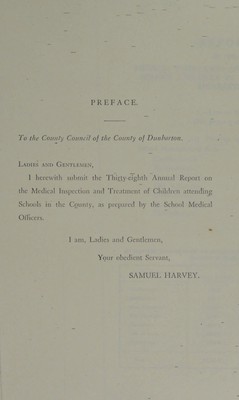 PREFACE.
To the County Council of the County of Dunbarton.
LADIES AND GENTLEMEN,
I herewith submit the Thirty-eighth Annual Report on
the Medical Inspection and Treatment of Children attending
Schools in the County, as prepared by the School Medical
Officers.
I am, Ladies and Gentlemen,
Your obedient Servant,
SAMUEL HARVEY.